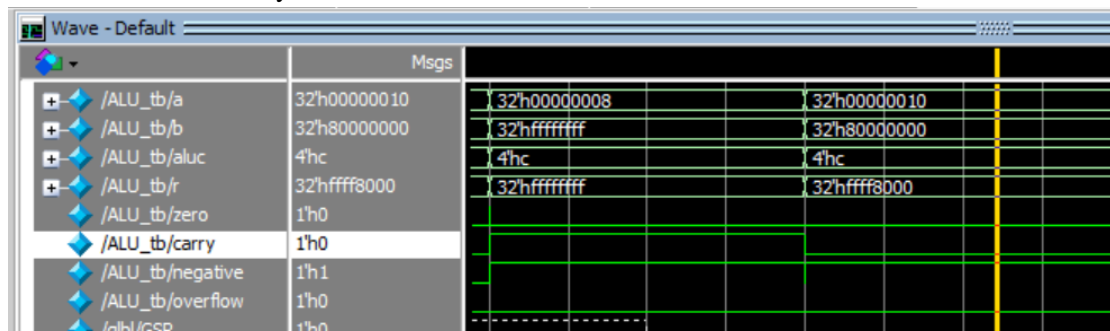 Wave - Default
Msgs
/ALU_tb/a 32'h00000010 32'h00000008 32'h00000010
/ALU_tb/b 32'h80000000 32'hffffffff 32'h80000000
/ALU_tb/aluc 4'hc 4'hc 4'hc
/ALU_tb/r 32'hffff8000 32'hffffffff 32'hffff8000
/ALU_tb/zero 1'h0
/ALU_tb/carry 1'h0
/ALU_tb/negative 1'h1
/ALU_tb/overflow 1'h0
/glbl/GSR 1'h0